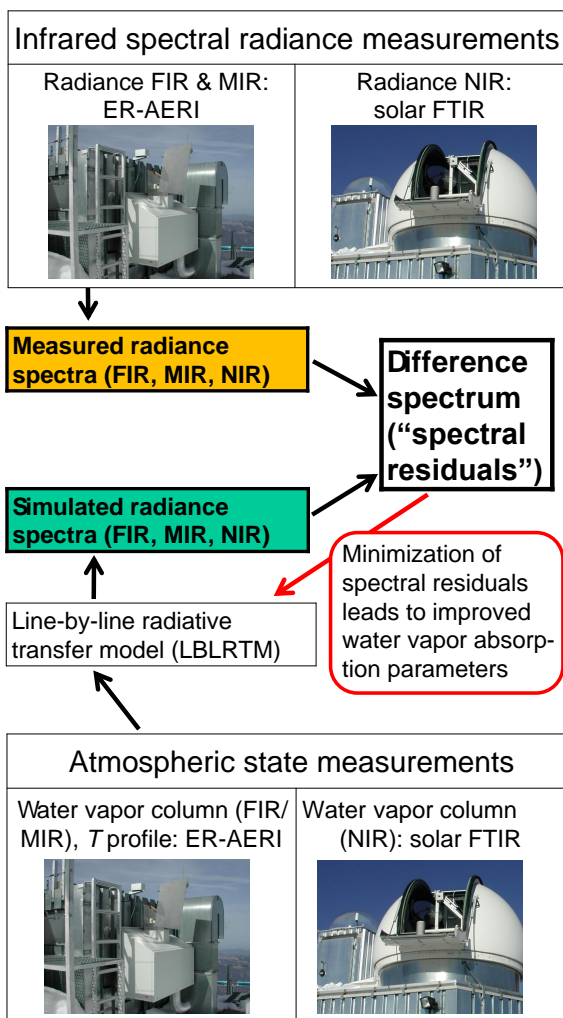 Infrared spectral radiance measurements
Radiance FIR & MIR:
ER-AERI
Radiance NIR:
solar FTIR
Measured radiance
spectra (FIR, MIR, NIR)
Difference
spectrum
(“spectral
residuals”)
Simulated radiance
spectra (FIR, MIR, NIR)
Minimization of
spectral residuals
leads to improved
water vapor absorp-
tion parameters
Line-by-line radiative
transfer model (LBLRTM)
Atmospheric state measurements
Water vapor column (FIR/
MIR), T profile: ER-AERI
Water vapor column
(NIR): solar FTIR